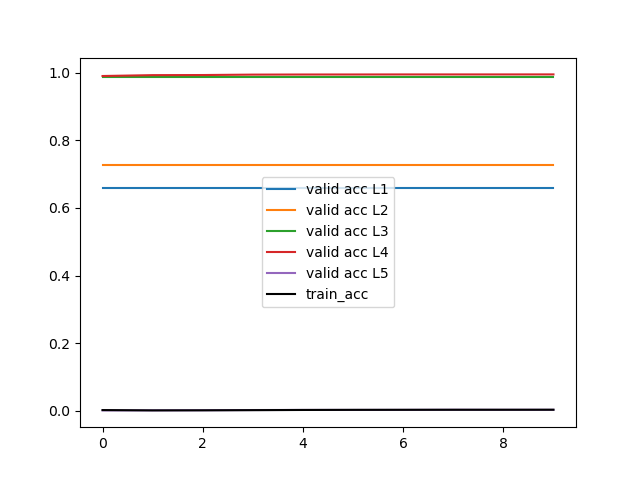 1.0
0.8
0.6
0.4
0.2
0.0
valid acc L1
valid acc L2
valid acc L3
valid acc L4
valid acc L5
train_acc
0 2 4 6 8